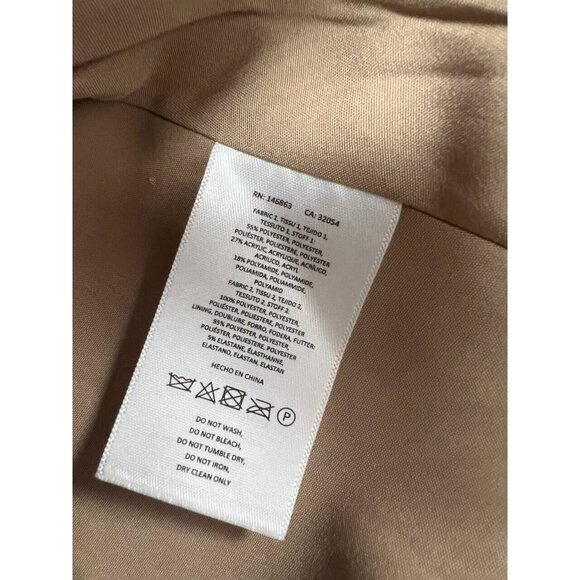 RN: 146863 CA: 32054
FABRIC 1, TISSU 1, TEJIDO 1,
TESSUTO 1, STOFF 1:
55% POLYESTER, POLYESTER,
POLIÉSTER, POLIESTERE, POLYESTER
27% ACRYLIC, ACRYLIQUE, ACRÍLICO,
ACRILICO, ACRYL
18% POLYAMIDE, POLYAMIDE,
POLIAMIDA, POLIAMMIDE,
POLYAMID
FABRIC 2, TISSU 2, TEJIDO 2,
TESSUTO 2, STOFF 2:
100% POLYESTER, POLYESTER,
POLIÉSTER, POLIESTERE, POLYESTER
LINING, DOUBLURE, FORRO, FODERA, FUTTER:
95% POLYESTER, POLYESTER,
POLIÉSTER, POLIESTERE, POLYESTER
5% ELASTANE, ÉLASTHANNE,
ELASTANO, ELASTAN, ELASTAN
HECHO EN CHINA
P
DO NOT WASH,
DO NOT BLEACH,
DO NOT TUMBLE DRY,
DO NOT IRON,
DRY CLEAN ONLY